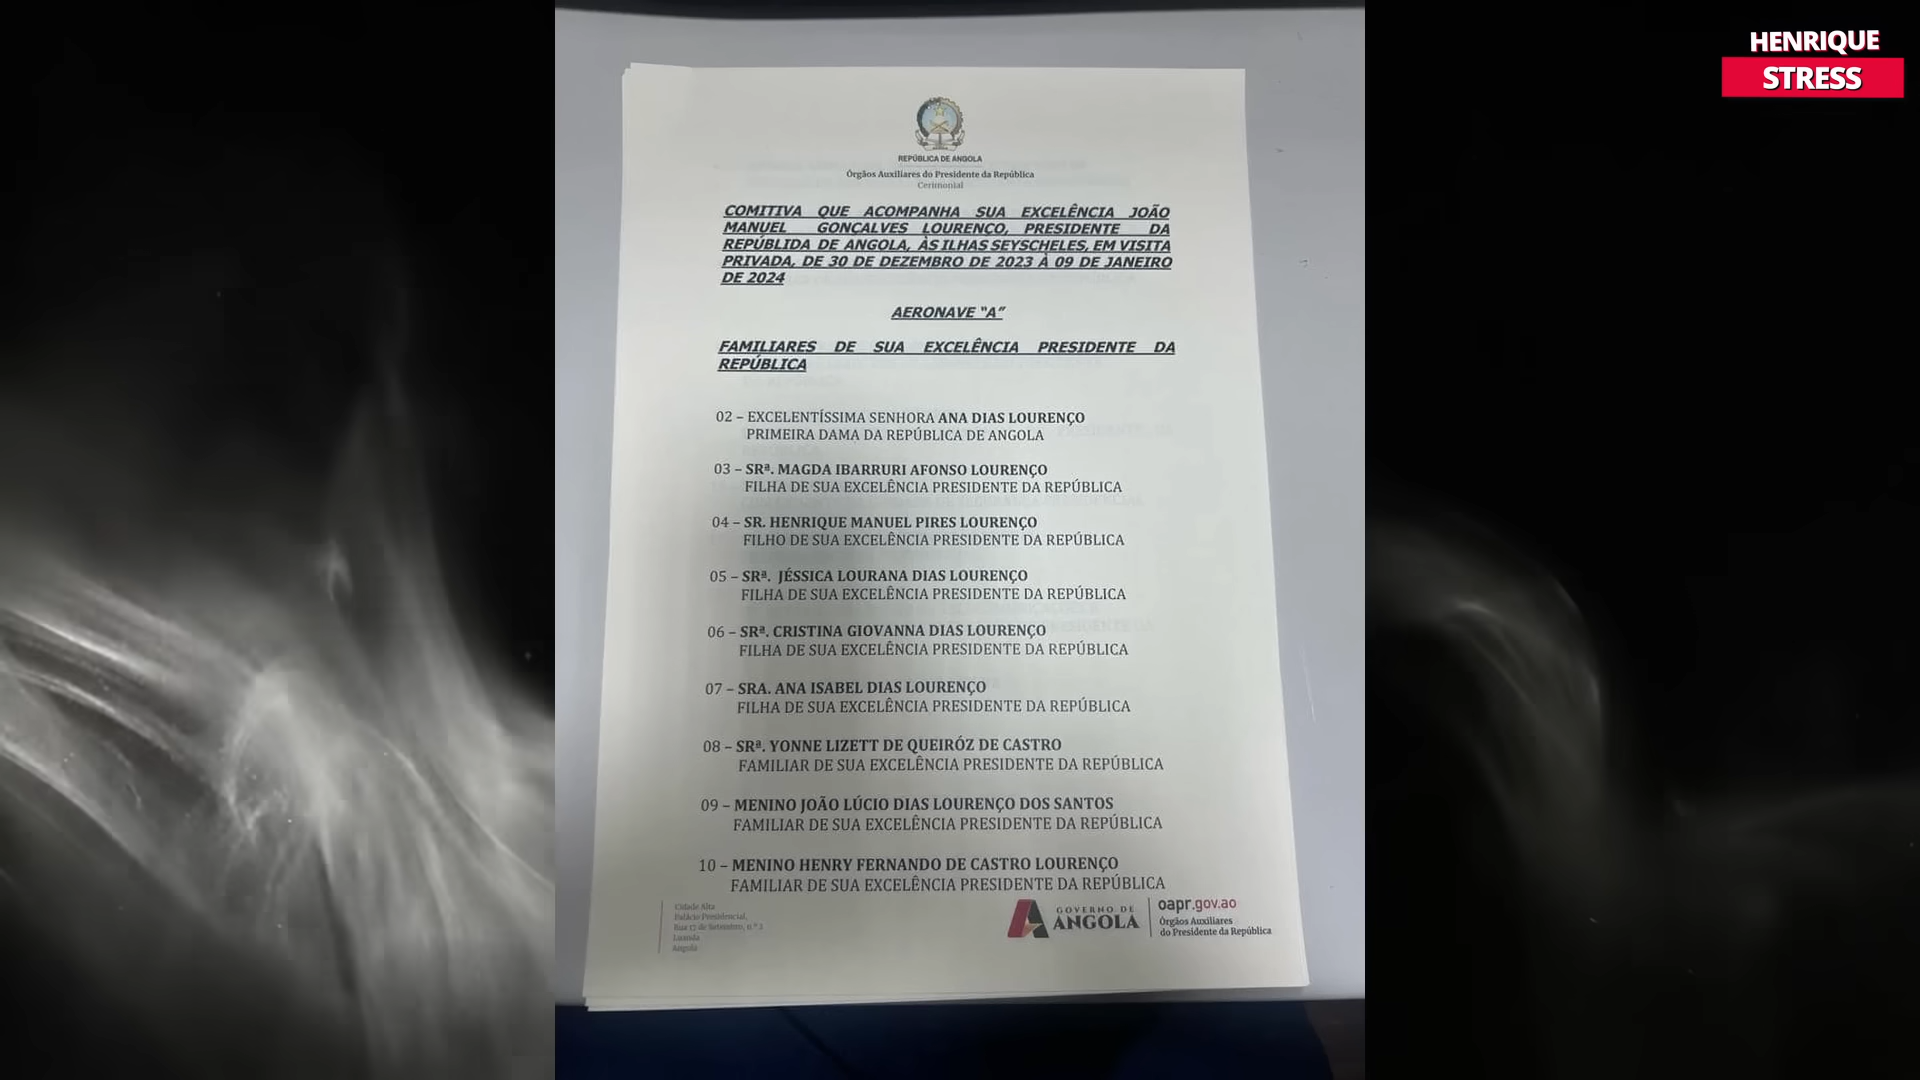 HENRIQUE
STRESS
REPÚBLICA DE ANGOLA
Órgãos Auxiliares do Presidente da República
Cerimonial
COMITIVA QUE ACOMPANHA SUA EXCELÊNCIA JOÃO
MANUEL GONÇALVES LOURENÇO, PRESIDENTE DA
REPÚBLIDA DE ANGOLA, ÀS ILHAS SEYSCHELES, EM VISITA
PRIVADA, DE 30 DE DEZEMBRO DE 2023 À 09 DE JANEIRO
DE 2024
AERONAVE "A"
FAMILIARES DE SUA EXCELÊNCIA PRESIDENTE DA
REPÚBLICA
02 – EXCELENTÍSSIMA SENHORA ANA DIAS LOURENÇO
PRIMEIRA DAMA DA REPÚBLICA DE ANGOLA
03 – SRª. MAGDA IBARRURI AFONSO LOURENÇO
FILHA DE SUA EXCELÊNCIA PRESIDENTE DA REPÚBLICA
04 – SR. HENRIQUE MANUEL PIRES LOURENÇO
FILHO DE SUA EXCELÊNCIA PRESIDENTE DA REPÚBLICA
05 – SRª. JÉSSICA LOURANA DIAS LOURENÇO
FILHA DE SUA EXCELÊNCIA PRESIDENTE DA REPÚBLICA
06 – SRª. CRISTINA GIOVANNA DIAS LOURENÇO
FILHA DE SUA EXCELÊNCIA PRESIDENTE DA REPÚBLICA
07 – SRA. ANA ISABEL DIAS LOURENÇO
FILHA DE SUA EXCELÊNCIA PRESIDENTE DA REPÚBLICA
08 – SRª. YONNE LIZETT DE QUEIRÓZ DE CASTRO
FAMILIAR DE SUA EXCELÊNCIA PRESIDENTE DA REPÚBLICA
09 – MENINO JOÃO LÚCIO DIAS LOURENÇO DOS SANTOS
FAMILIAR DE SUA EXCELÊNCIA PRESIDENTE DA REPÚBLICA
10 – MENINO HENRY FERNANDO DE CASTRO LOURENÇO
FAMILIAR DE SUA EXCELÊNCIA PRESIDENTE DA REPÚBLICA
Cidade Alta
Palácio Presidencial,
Rua 17 de Setembro, n.º 2
Luanda
Angola
GOVERNO DE
ANGOLA
oapr.gov.ao
Órgãos Auxiliares
do Presidente da República